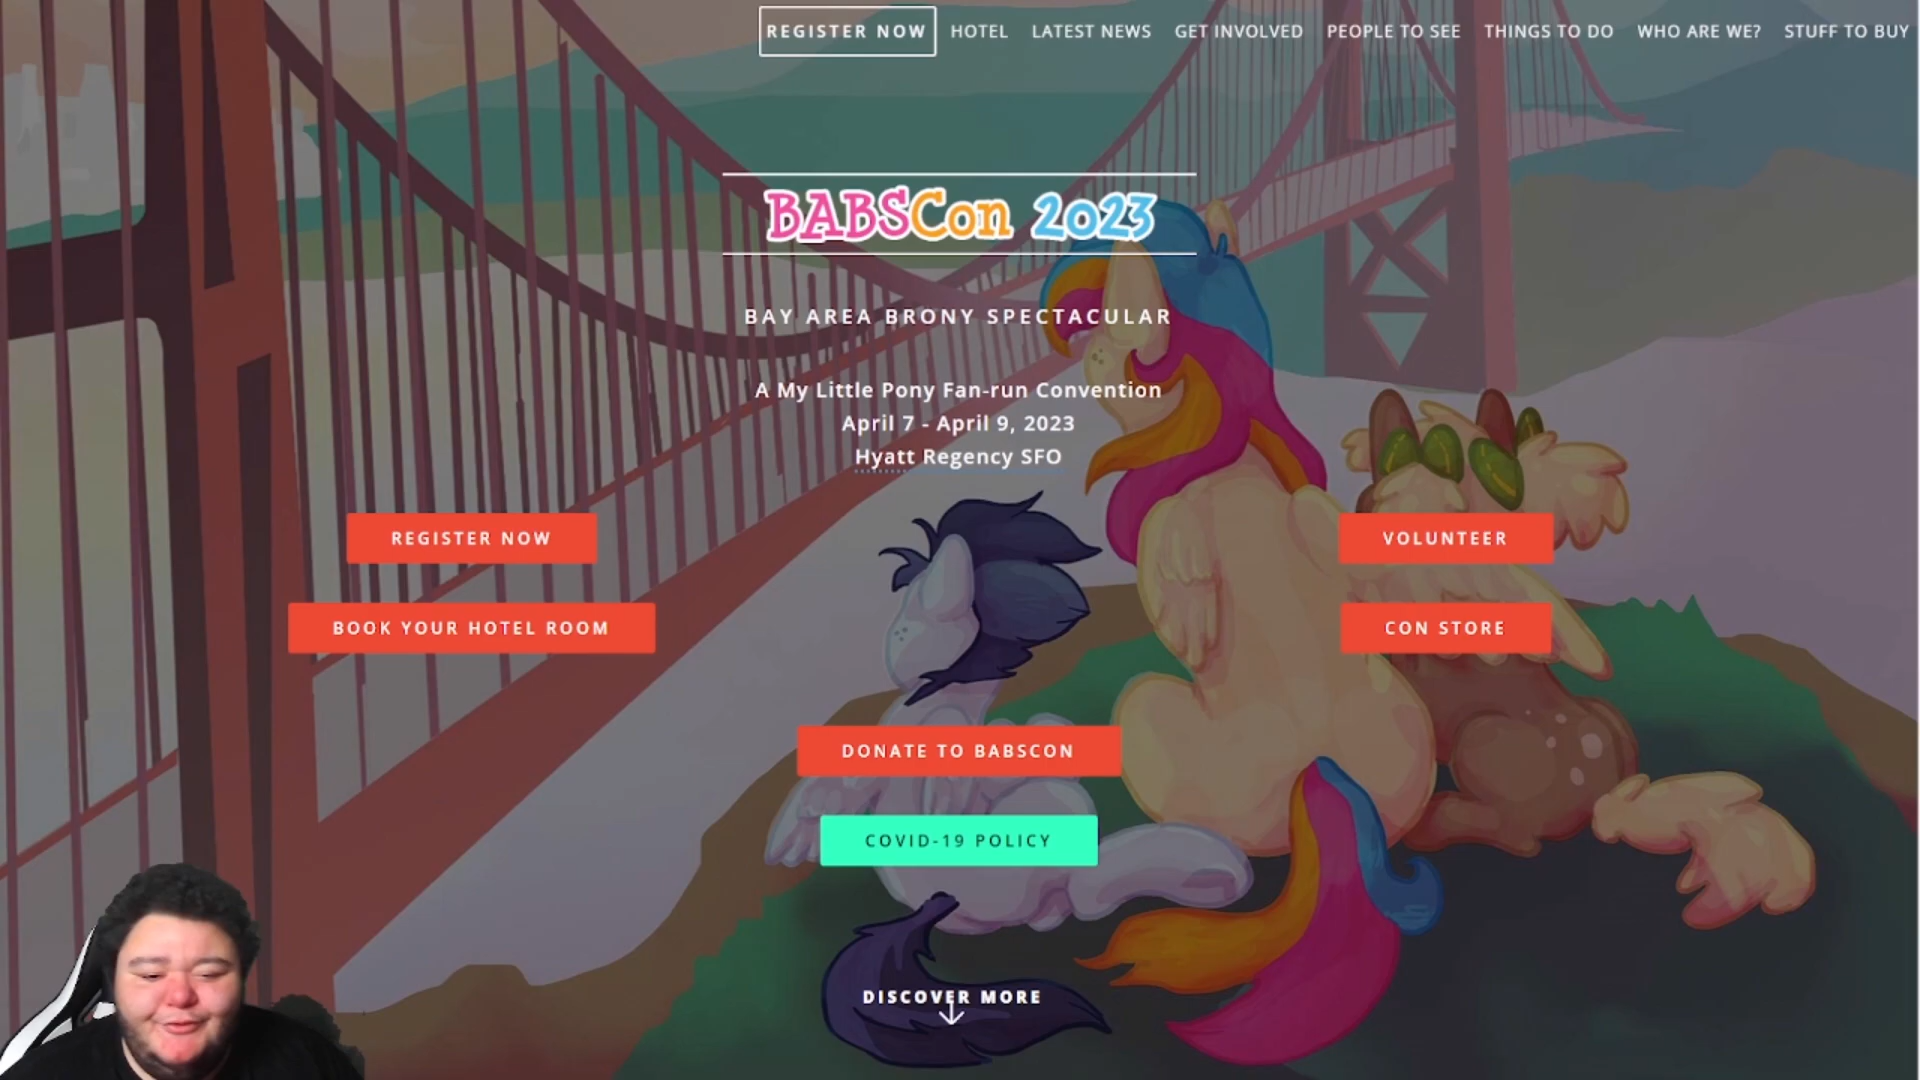 REGISTER NOW HOTEL LATEST NEWS GET INVOLVED PEOPLE TO SEE THINGS TO DO WHO ARE WE? STUFF TO BUY
BABSCon 2023
BAY AREA BRONY SPECTACULAR
A My Little Pony Fan-run Convention
April 7 - April 9, 2023
Hyatt Regency SFO
REGISTER NOW
VOLUNTEER
BOOK YOUR HOTEL ROOM
CON STORE
DONATE TO BABSCON
COVID-19 POLICY
DISCOVER MORE